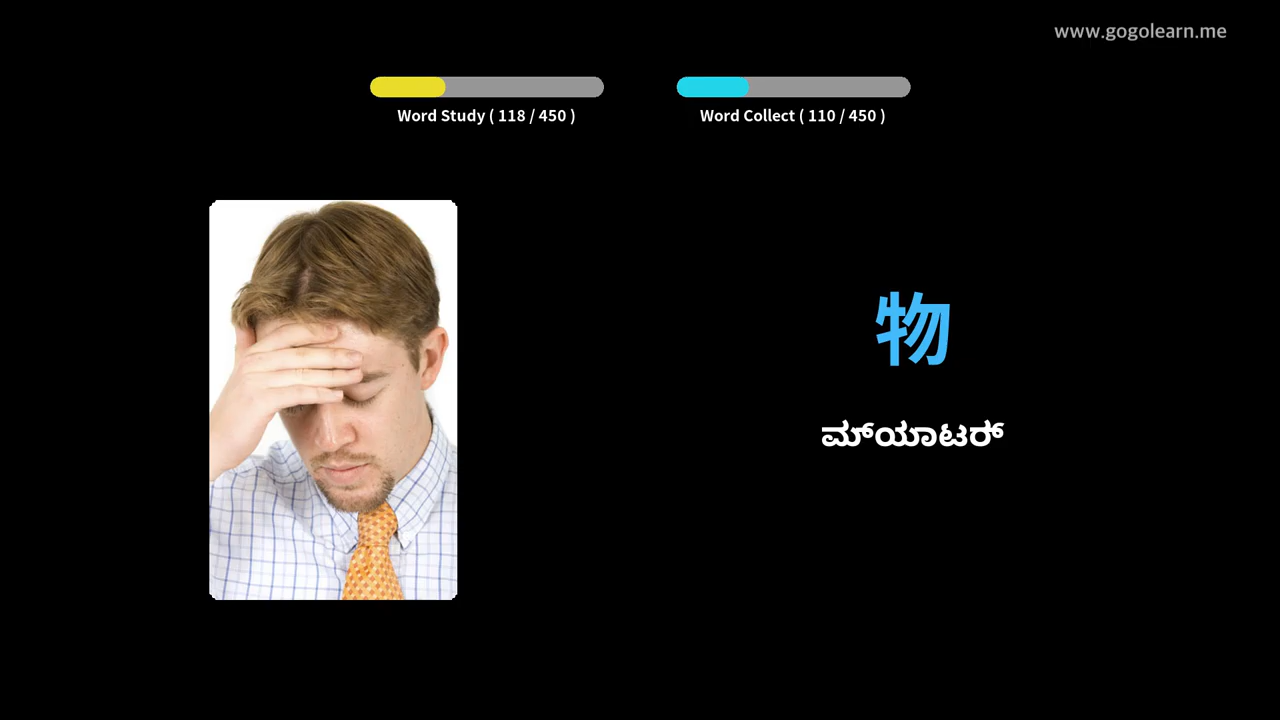 www.gogolearn.me
Word Study ( 118 / 450 )
Word Collect ( 110 / 450 )
物
ಮ್‌ಯಾಟರ್